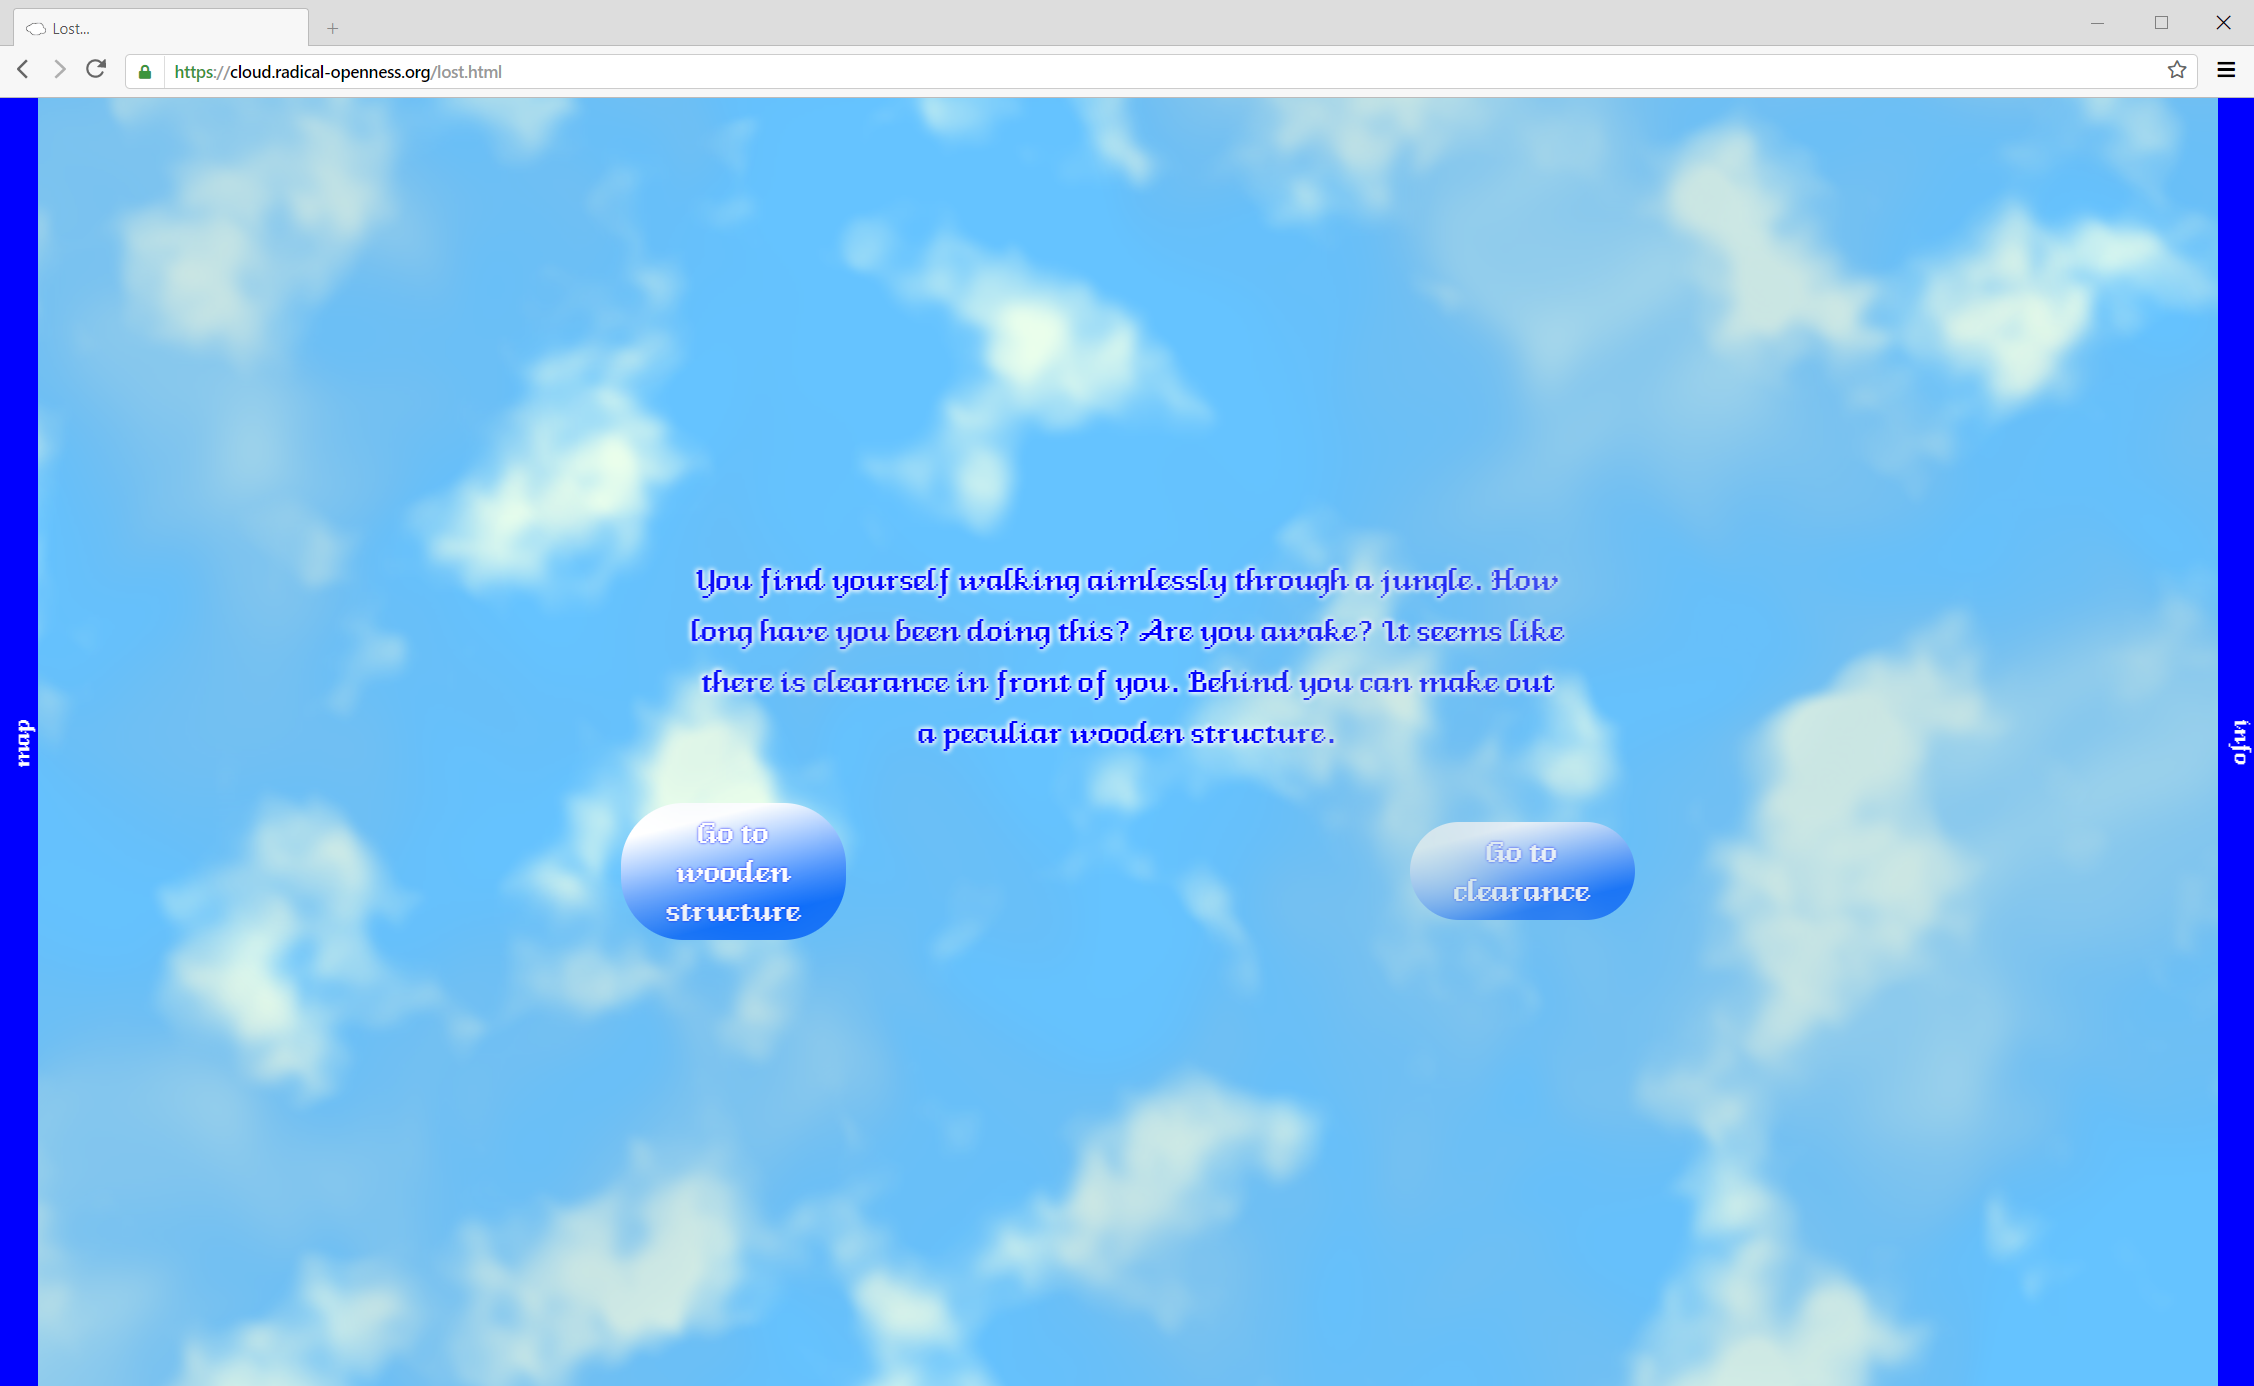 Lost...
https://cloud.radical-openness.org/lost.html
You find yourself walking aimlessly through a jungle. How
long have you been doing this? Are you awake? It seems like
there is clearance in front of you. Behind you can make out
a peculiar wooden structure.
map
info
Go to
wooden
structure
Go to
clearance